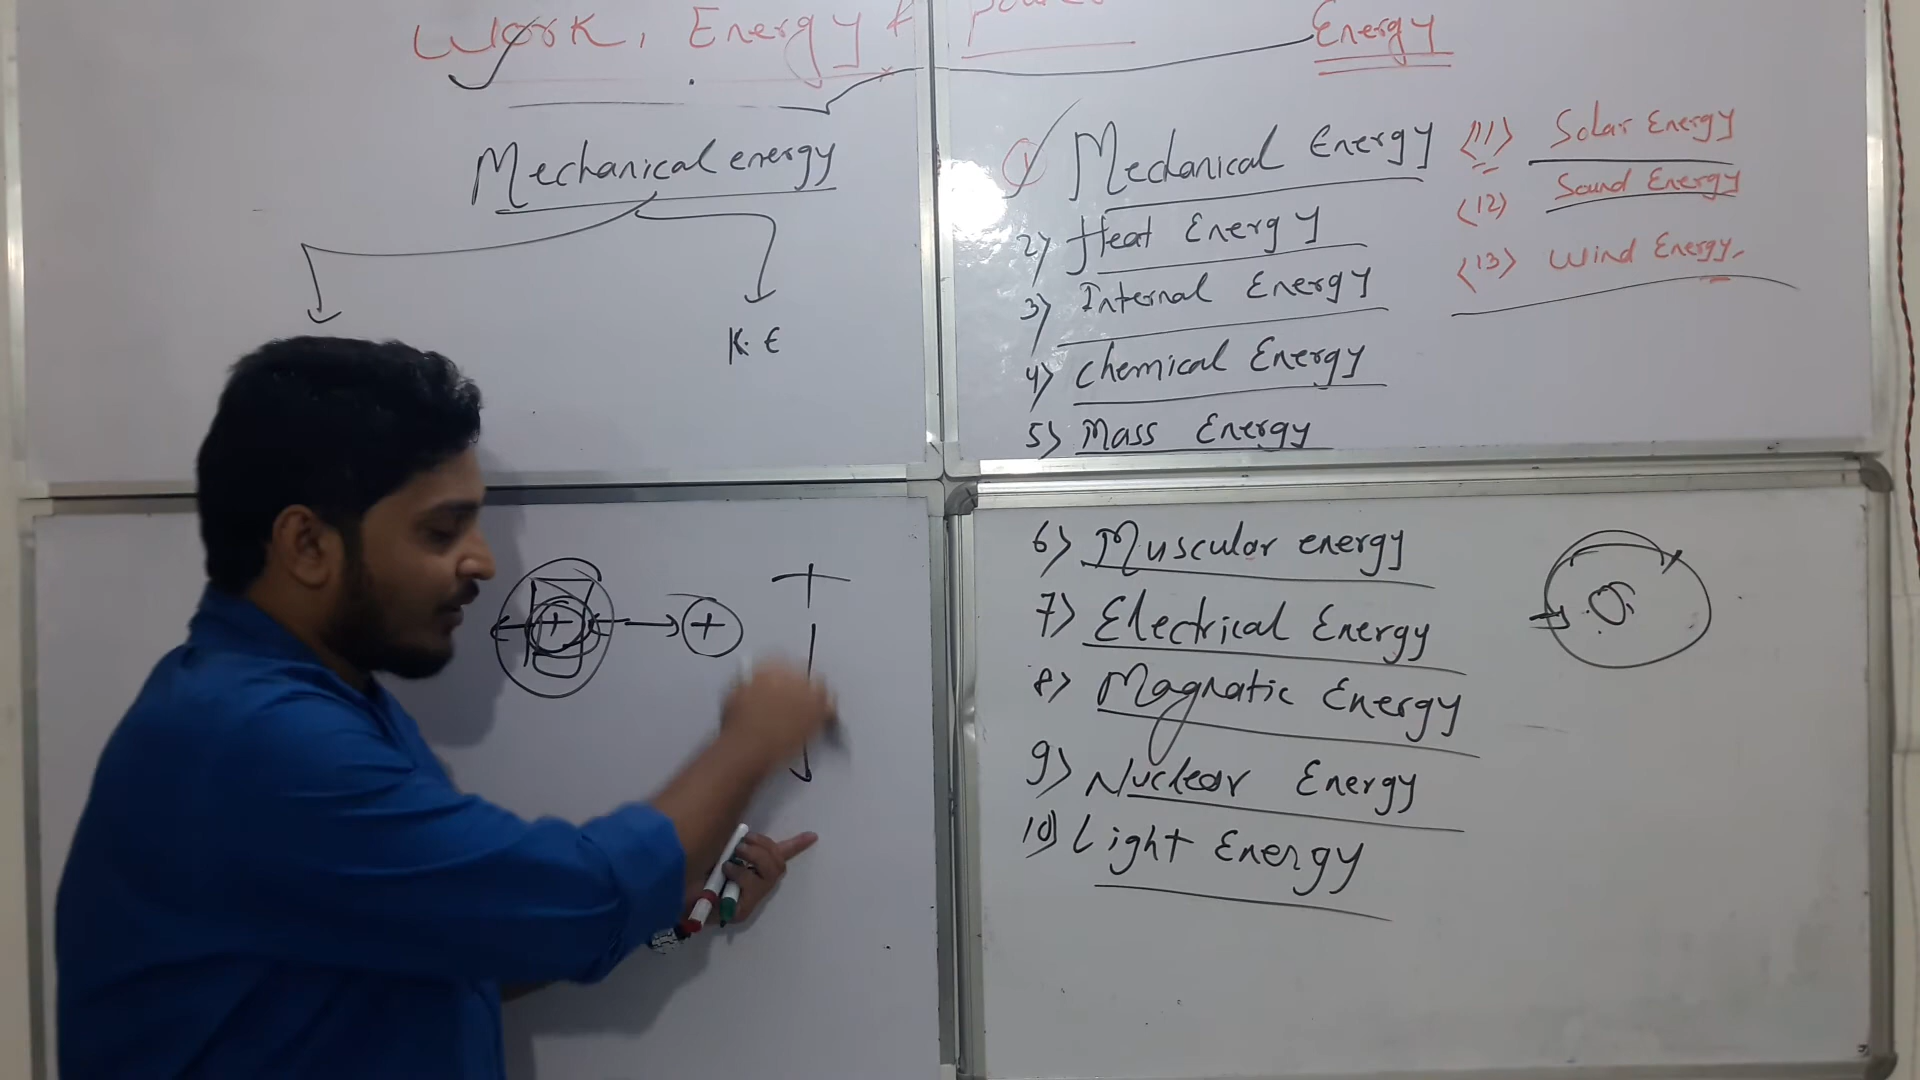 Work, Energy &
Energy
Mechanical energy
K.E
1 Mechanical Energy
2) Heat Energy
3) Internal Energy
4) Chemical Energy
5) Mass Energy
(11) Solar Energy
(12) Sound Energy
(13) Wind Energy.
+ +
6) Muscular energy
7) Electrical Energy
8) Magnatic Energy
9) Nuclear Energy
10) Light Energy